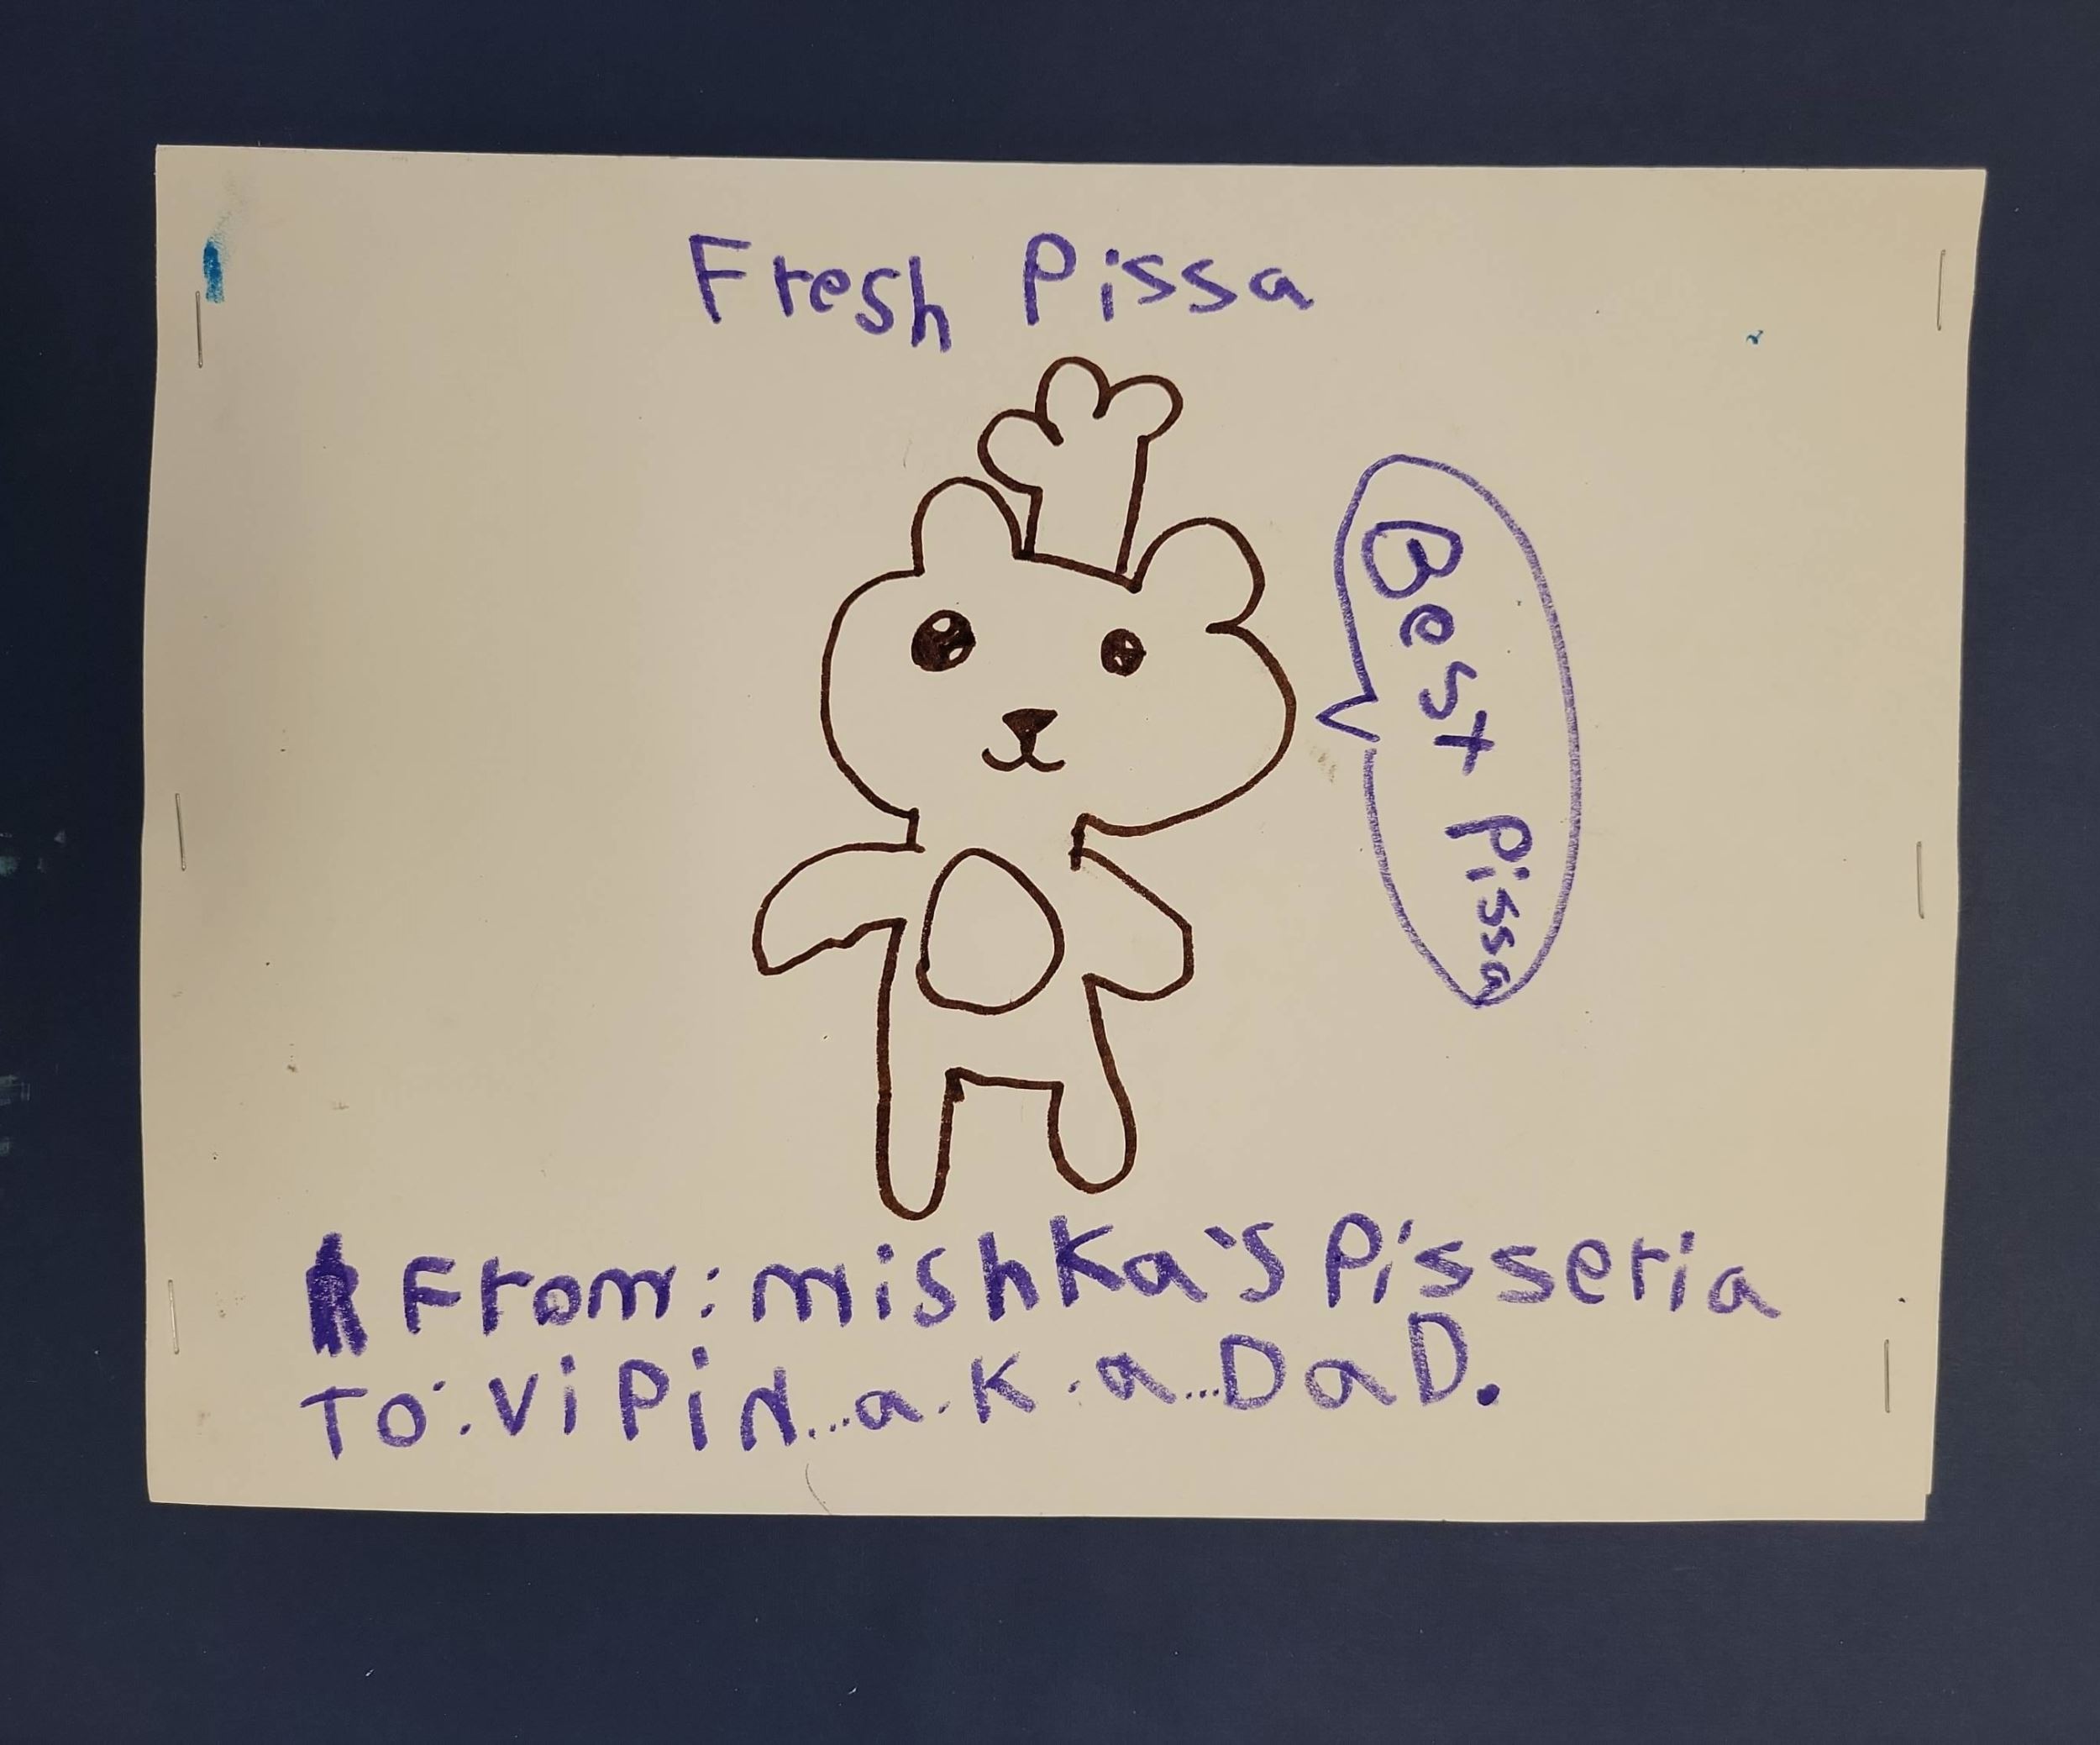 Fresh Pissa
Best Pissa
From: mishka's Pisseria
To: ViPiN...a.K.a...DaD.